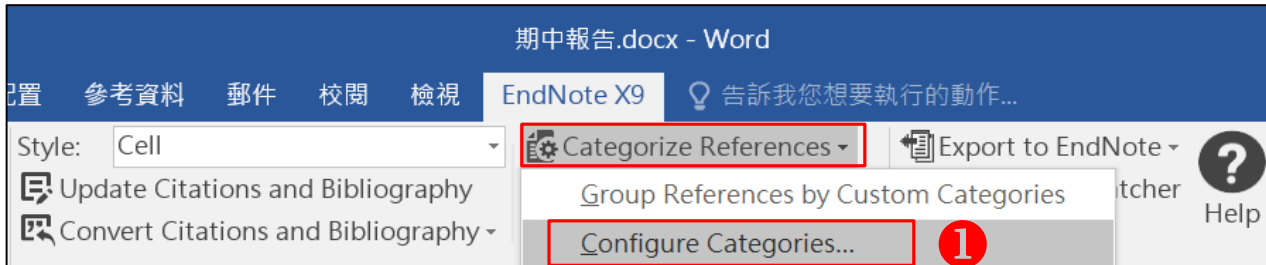 期中報告.docx - Word
配置 參考資料 郵件 校閱 檢視 EndNote X9 告訴我您想要執行的動作...
Style: Cell Categorize References Export to EndNote
Update Citations and Bibliography Group References by Custom Categories tcher ? Help
Convert Citations and Bibliography Configure Categories... 1